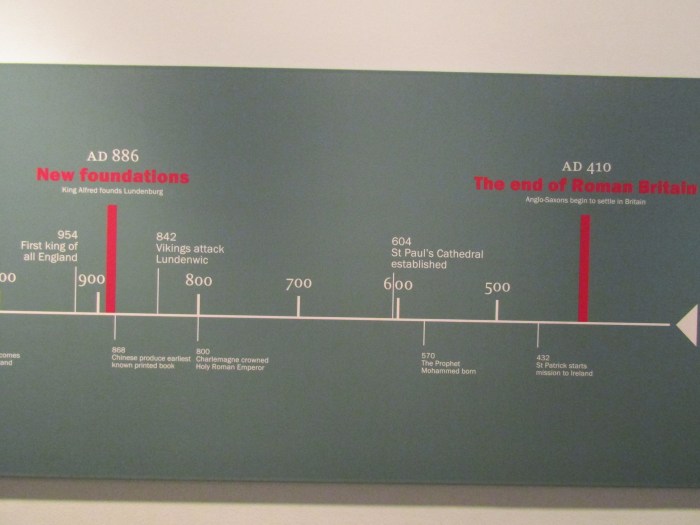 AD 886
New foundations
King Alfred founds Lundenburg
AD 410
The end of Roman Britain
Anglo-Saxons begin to settle in Britain
954
First king of
all England
842
Vikings attack
Lundenwic
604
St Paul's Cathedral
established
00
900
800
700
600
500
comes
and
868
Chinese produce earliest
known printed book
800
Charlemagne crowned
Holy Roman Emperor
570
The Prophet
Mohammed born
432
St Patrick starts
mission to Ireland